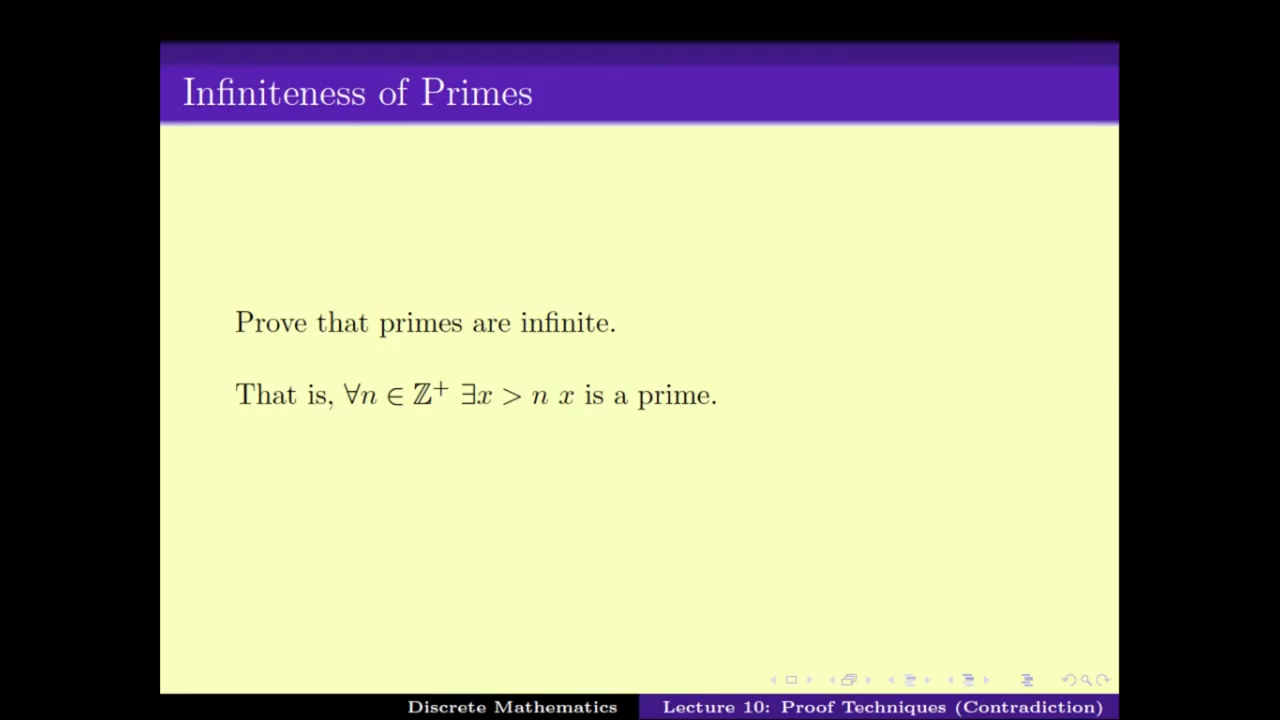 Infiniteness of Primes
Prove that primes are infinite.
That is, ∀n ∈ ℤ⁺ ∃x > n x is a prime.
Discrete Mathematics
Lecture 10: Proof Techniques (Contradiction)